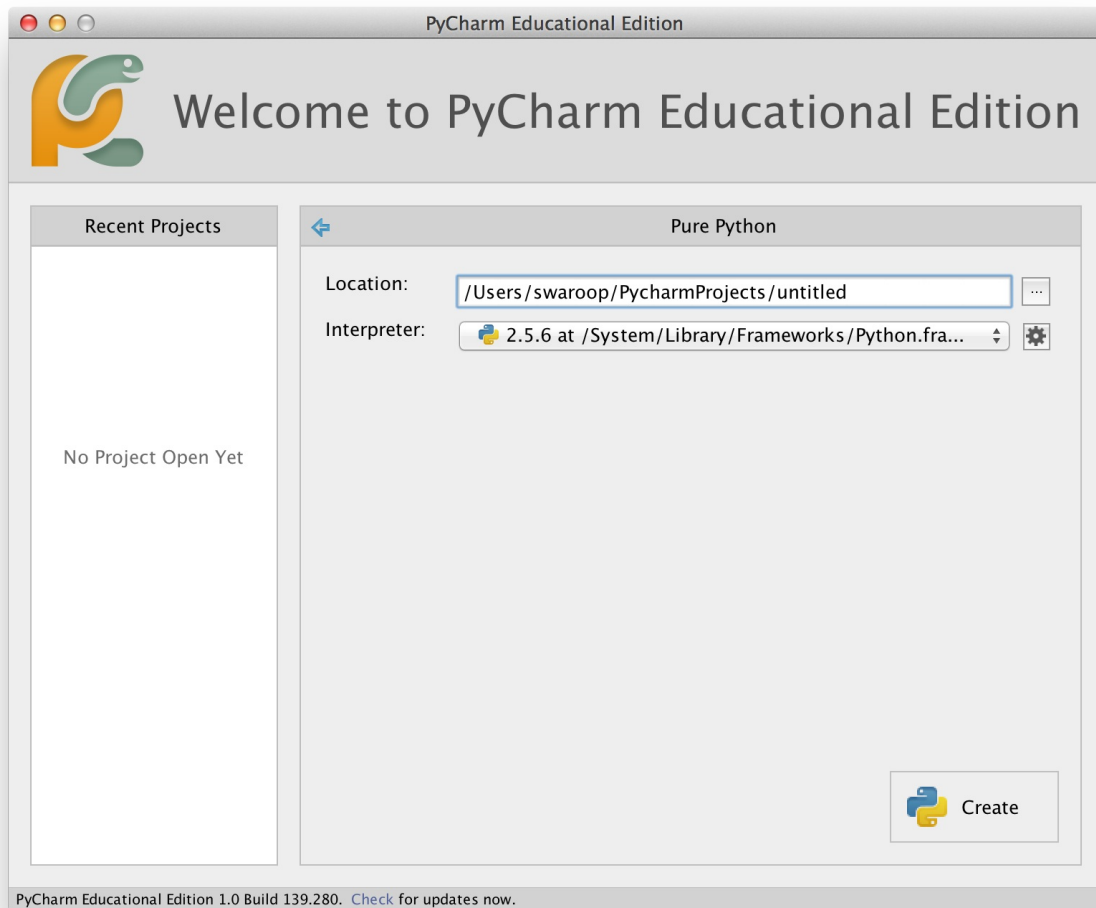 PyCharm Educational Edition
Welcome to PyCharm Educational Edition
Recent Projects
No Project Open Yet
Pure Python
Location:
/Users/swaroop/PycharmProjects/untitled
...
Interpreter:
2.5.6 at /System/Library/Frameworks/Python.fra...
Create
PyCharm Educational Edition 1.0 Build 139.280. Check for updates now.